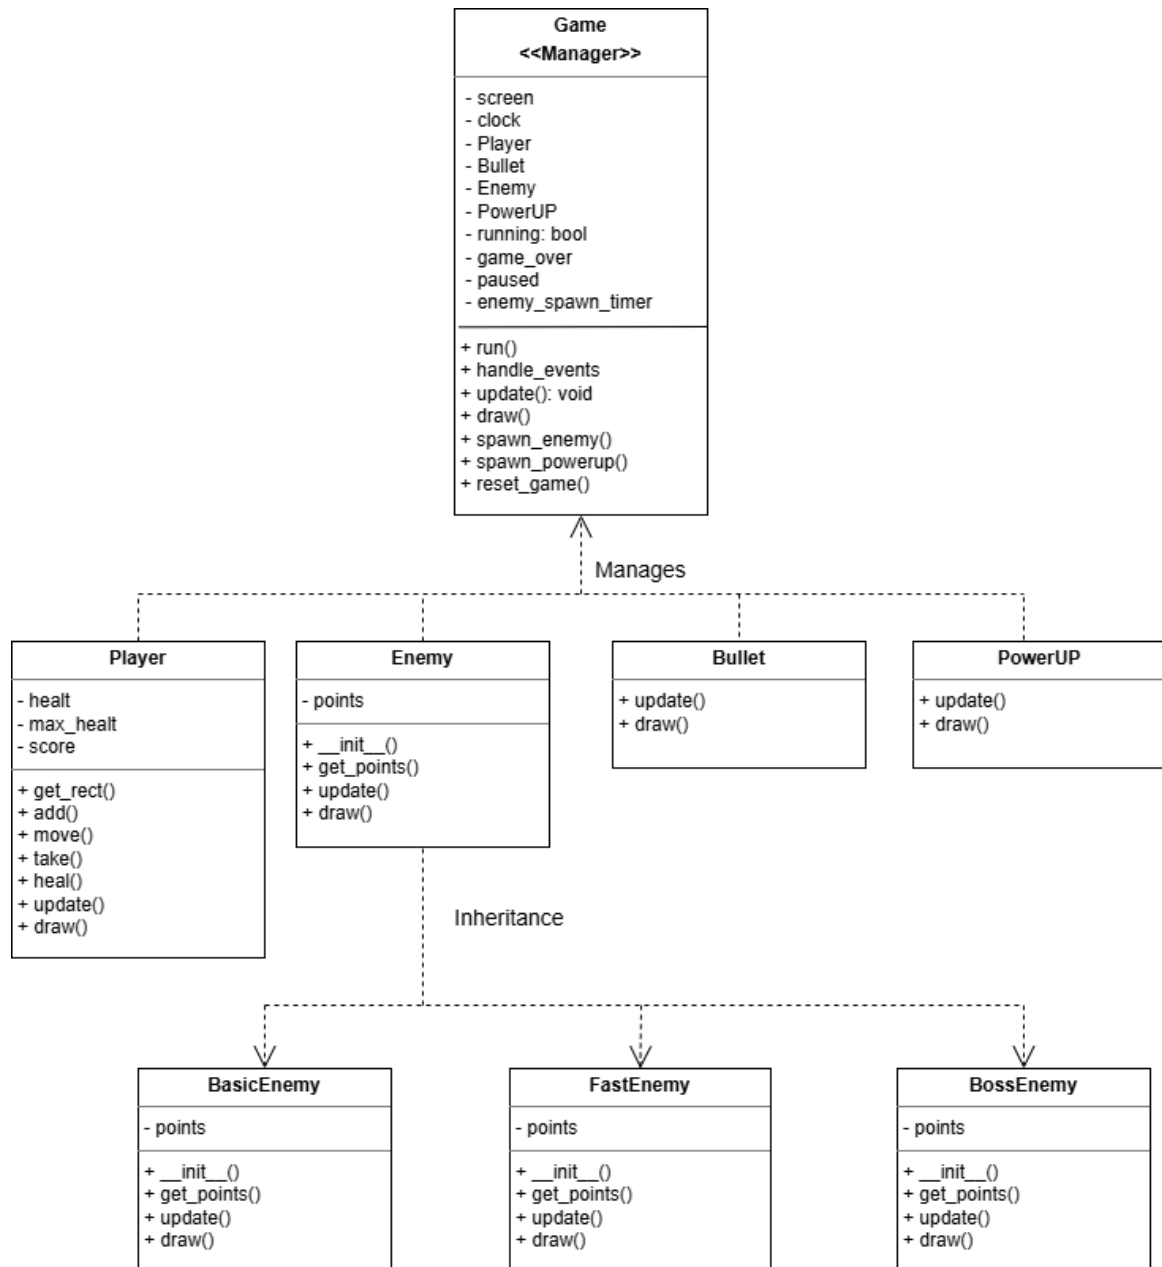 Game
<<Manager>>
- screen
- clock
- Player
- Bullet
- Enemy
- PowerUP
- running: bool
- game_over
- paused
- enemy_spawn_timer
+ run()
+ handle_events
+ update(): void
+ draw()
+ spawn_enemy()
+ spawn_powerup()
+ reset_game()
Manages
Player
- healt
- max_healt
- score
+ get_rect()
+ add()
+ move()
+ take()
+ heal()
+ update()
+ draw()
Enemy
- points
+ __init__()
+ get_points()
+ update()
+ draw()
Bullet
+ update()
+ draw()
PowerUP
+ update()
+ draw()
Inheritance
BasicEnemy
- points
+ __init__()
+ get_points()
+ update()
+ draw()
FastEnemy
- points
+ __init__()
+ get_points()
+ update()
+ draw()
BossEnemy
- points
+ __init__()
+ get_points()
+ update()
+ draw()